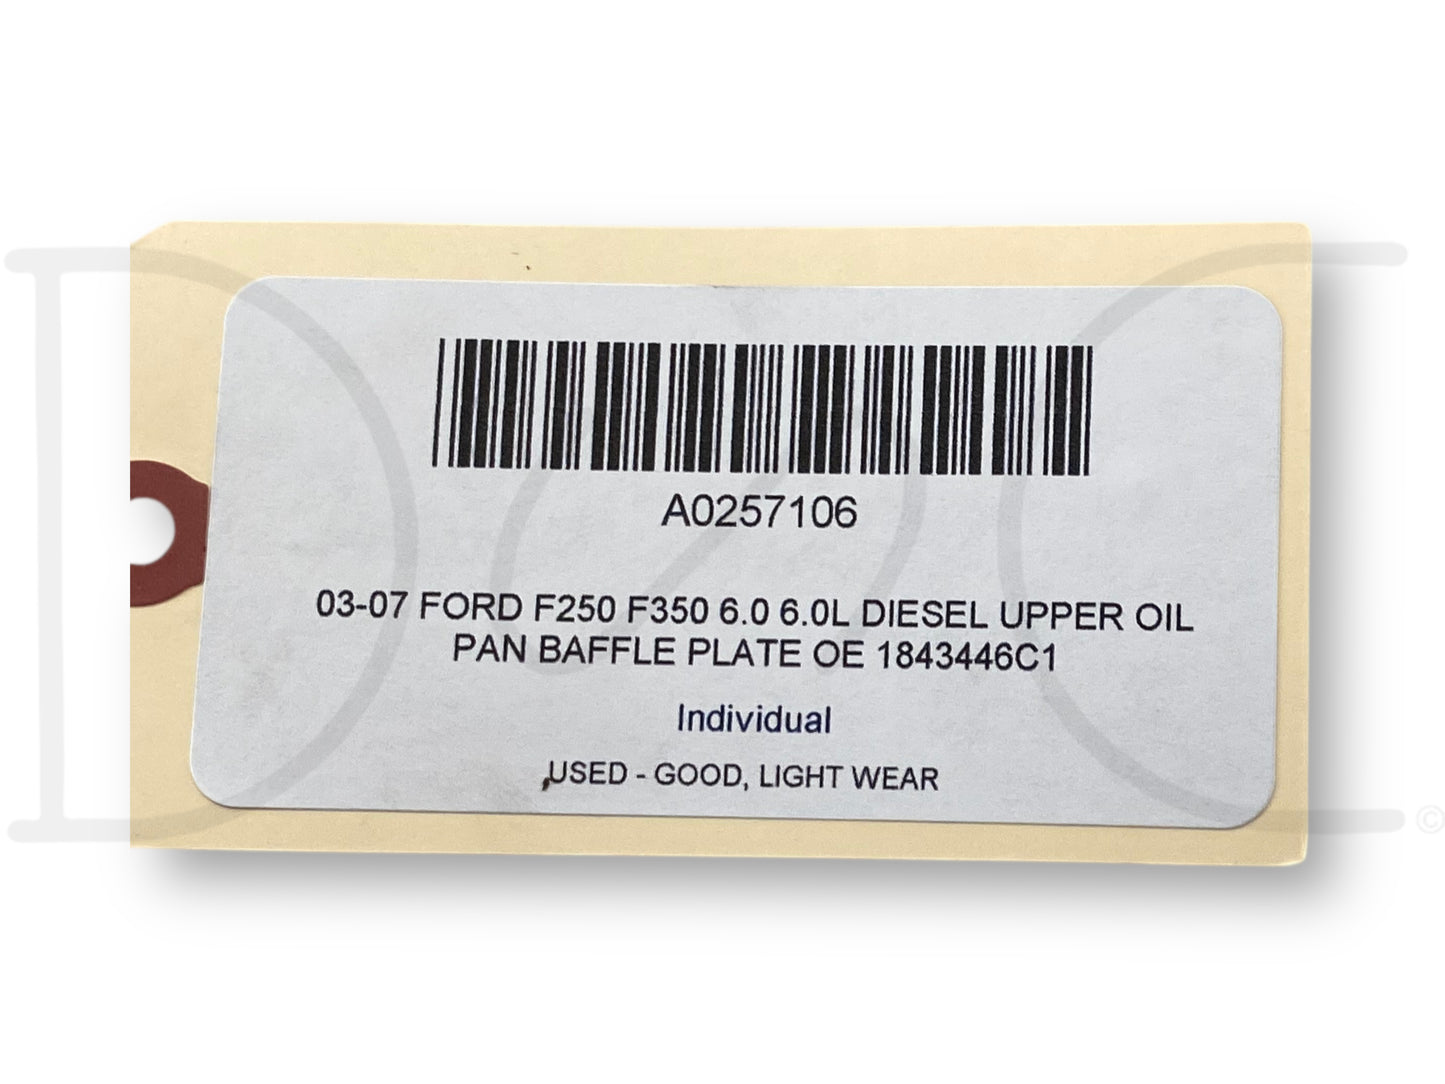 A0257106
03-07 FORD F250 F350 6.0 6.0L DIESEL UPPER OIL
PAN BAFFLE PLATE OE 1843446C1
Individual
USED - GOOD, LIGHT WEAR
©